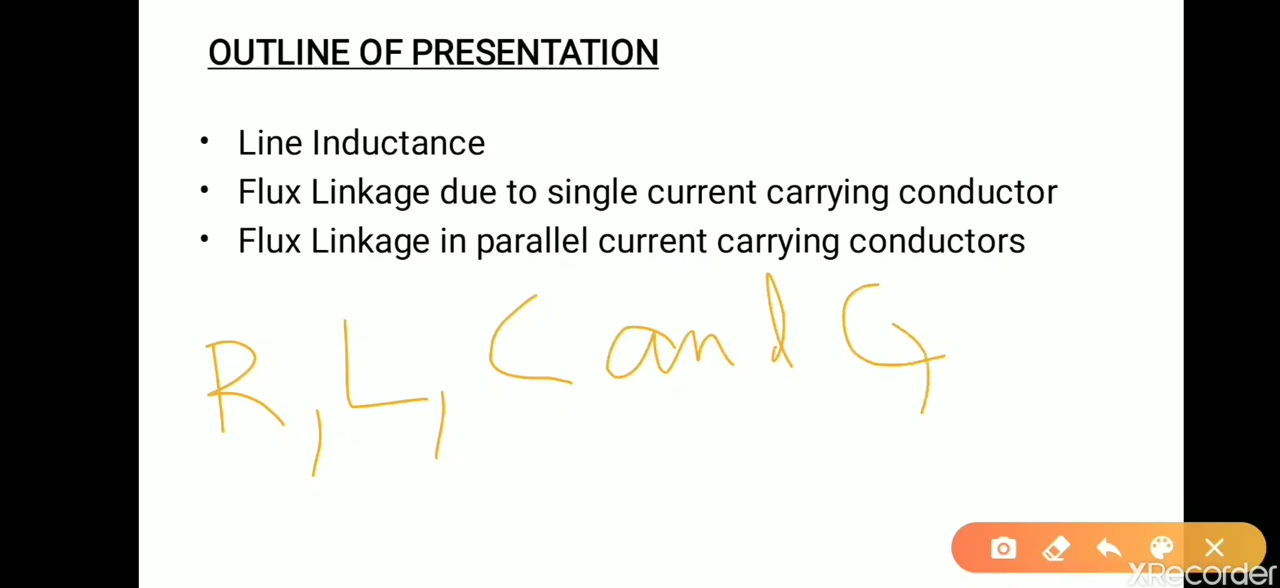 OUTLINE OF PRESENTATION
• Line Inductance
• Flux Linkage due to single current carrying conductor
• Flux Linkage in parallel current carrying conductors
R, L, C and G
XRecorder